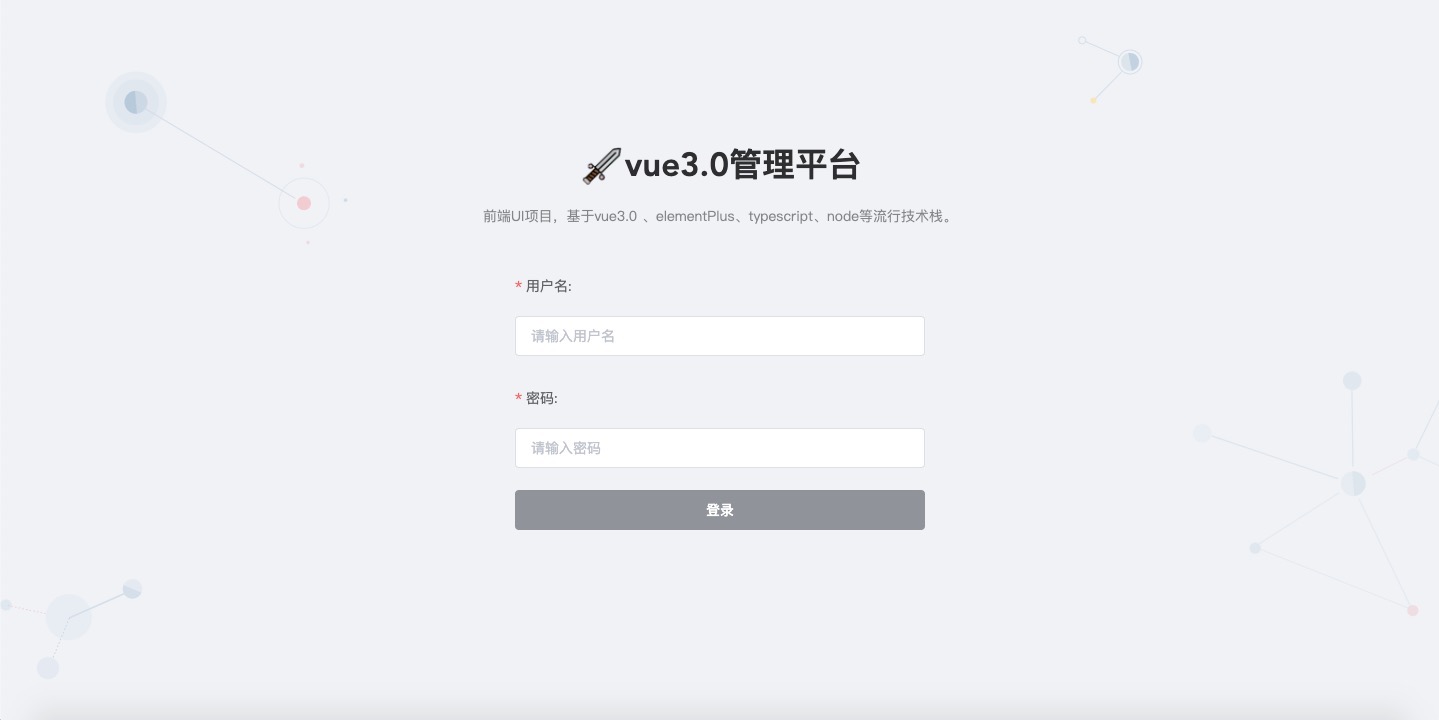 vue3.0管理平台
前端UI项目，基于vue3.0 、elementPlus、typescript、node等流行技术栈。
* 用户名:
请输入用户名
* 密码:
请输入密码
登录